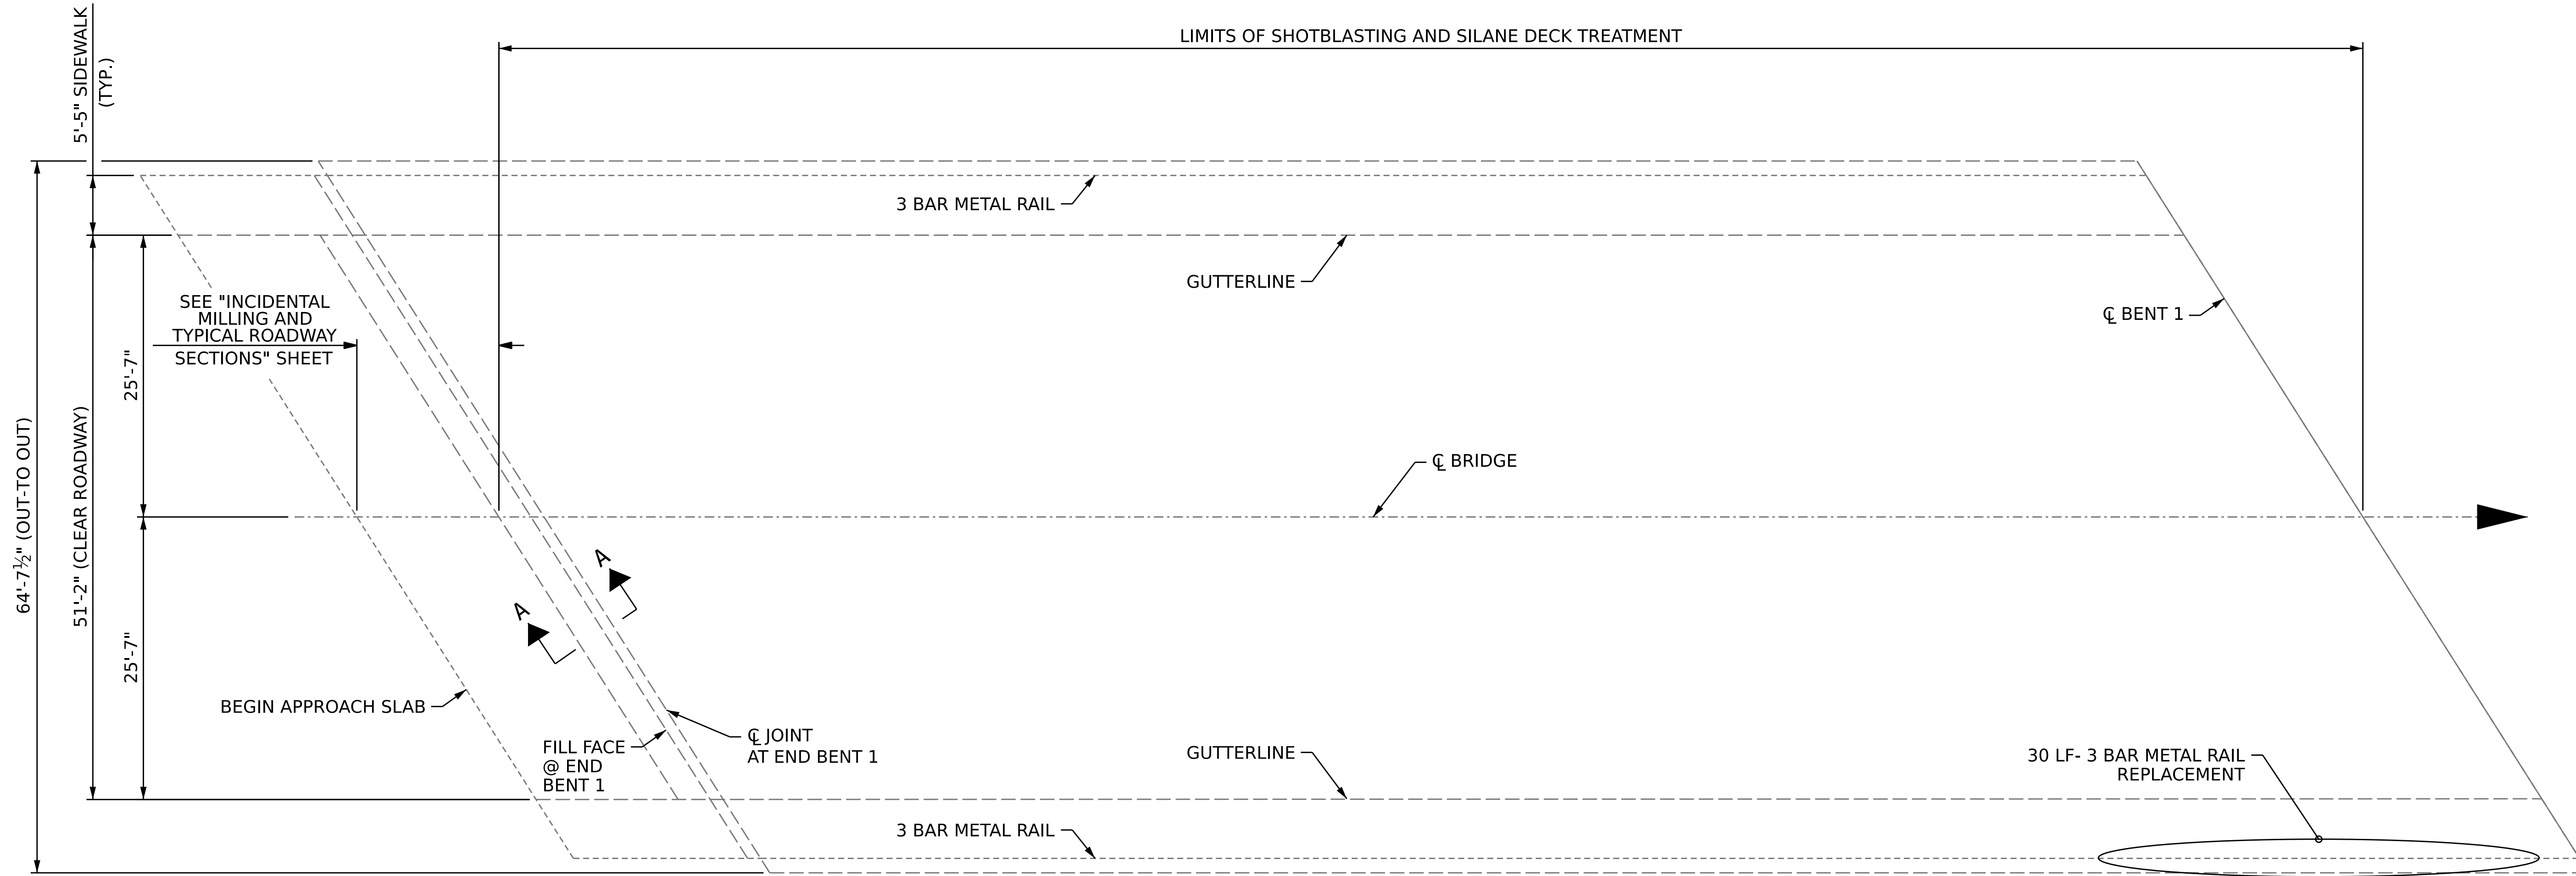 5'-5" SIDEWALK
(TYP.)
LIMITS OF SHOTBLASTING AND SILANE DECK TREATMENT
3 BAR METAL RAIL
GUTTERLINE
℄ BENT 1
SEE "INCIDENTAL
MILLING AND
TYPICAL ROADWAY
SECTIONS" SHEET
25'-7"
64'-7½" (OUT-TO OUT)
51'-2" (CLEAR ROADWAY)
℄ BRIDGE
A
A
25'-7"
BEGIN APPROACH SLAB
FILL FACE
@ END
BENT 1
℄ JOINT
AT END BENT 1
GUTTERLINE
30 LF- 3 BAR METAL RAIL
REPLACEMENT
3 BAR METAL RAIL